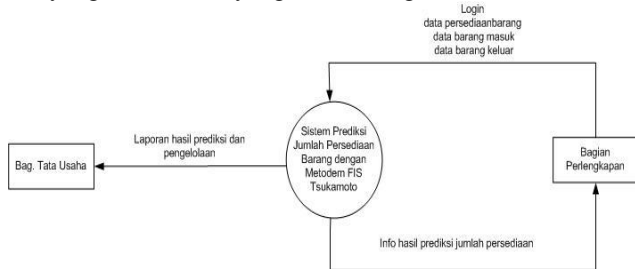 Login
data persediaanbarang
data barang masuk
data barang keluar
Sistem Prediksi
Jumlah Persediaan
Barang dengan
Metodem FIS
Tsukamoto
Laporan hasil prediksi dan
pengelolaan
Bag. Tata Usaha
Bagian
Perlengkapan
Info hasil prediksi jumlah persediaan